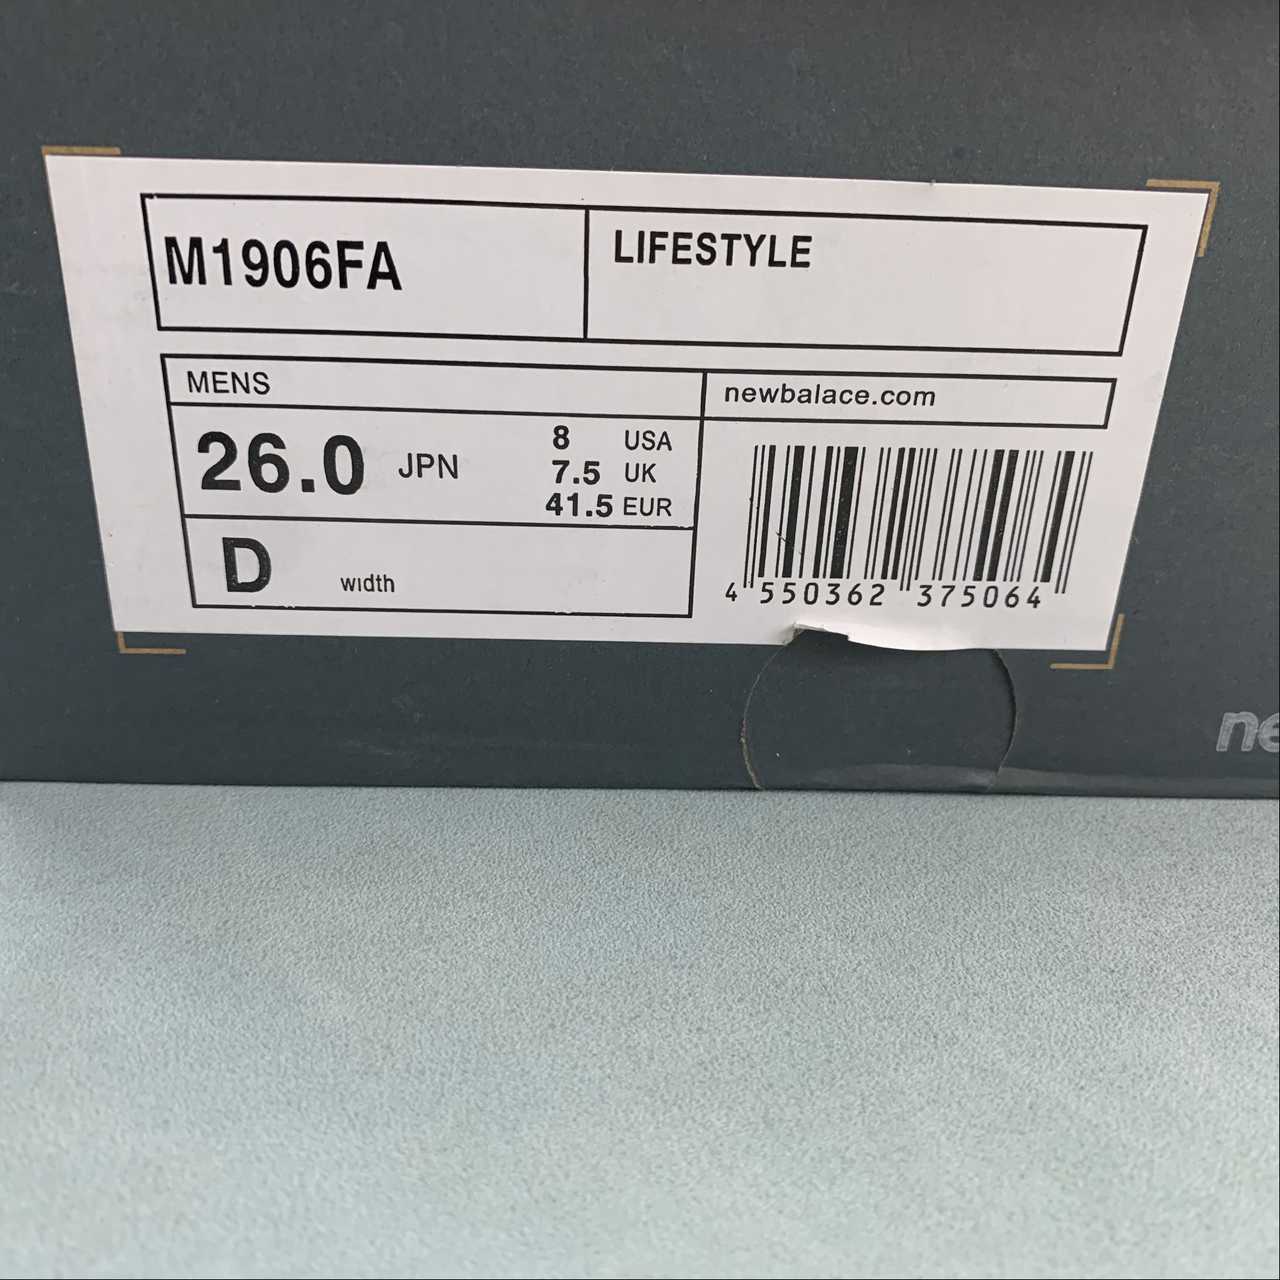 M1906FA
LIFESTYLE
MENS
newbalace.com
26.0 JPN
8 USA
7.5 UK
41.5 EUR
D width
4 550362 375064
ne